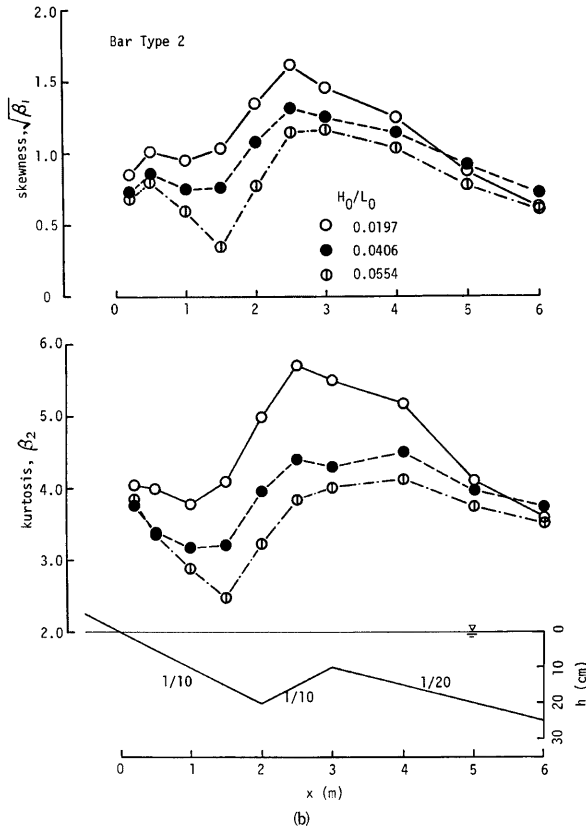 Bar Type 2
2.0
1.5
1.0
0.5
0
skewness, √β1
H0/L0
0.0197
0.0406
0.0554
0 1 2 3 4 5 6
6.0
5.0
4.0
3.0
2.0
kurtosis, β2
1/10
1/10
1/20
0
10
20
30
h (cm)
0 1 2 3 4 5 6
x (m)
(b)